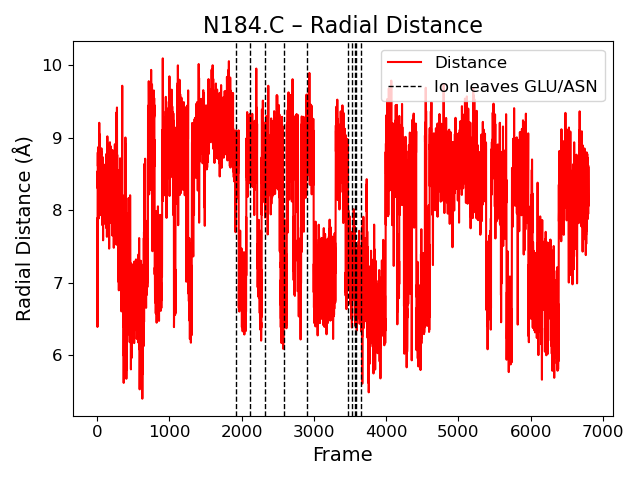 N184.C – Radial Distance
Distance
Ion leaves GLU/ASN
Radial Distance (Å)
10
9
8
7
6
0 1000 2000 3000 4000 5000 6000 7000
Frame